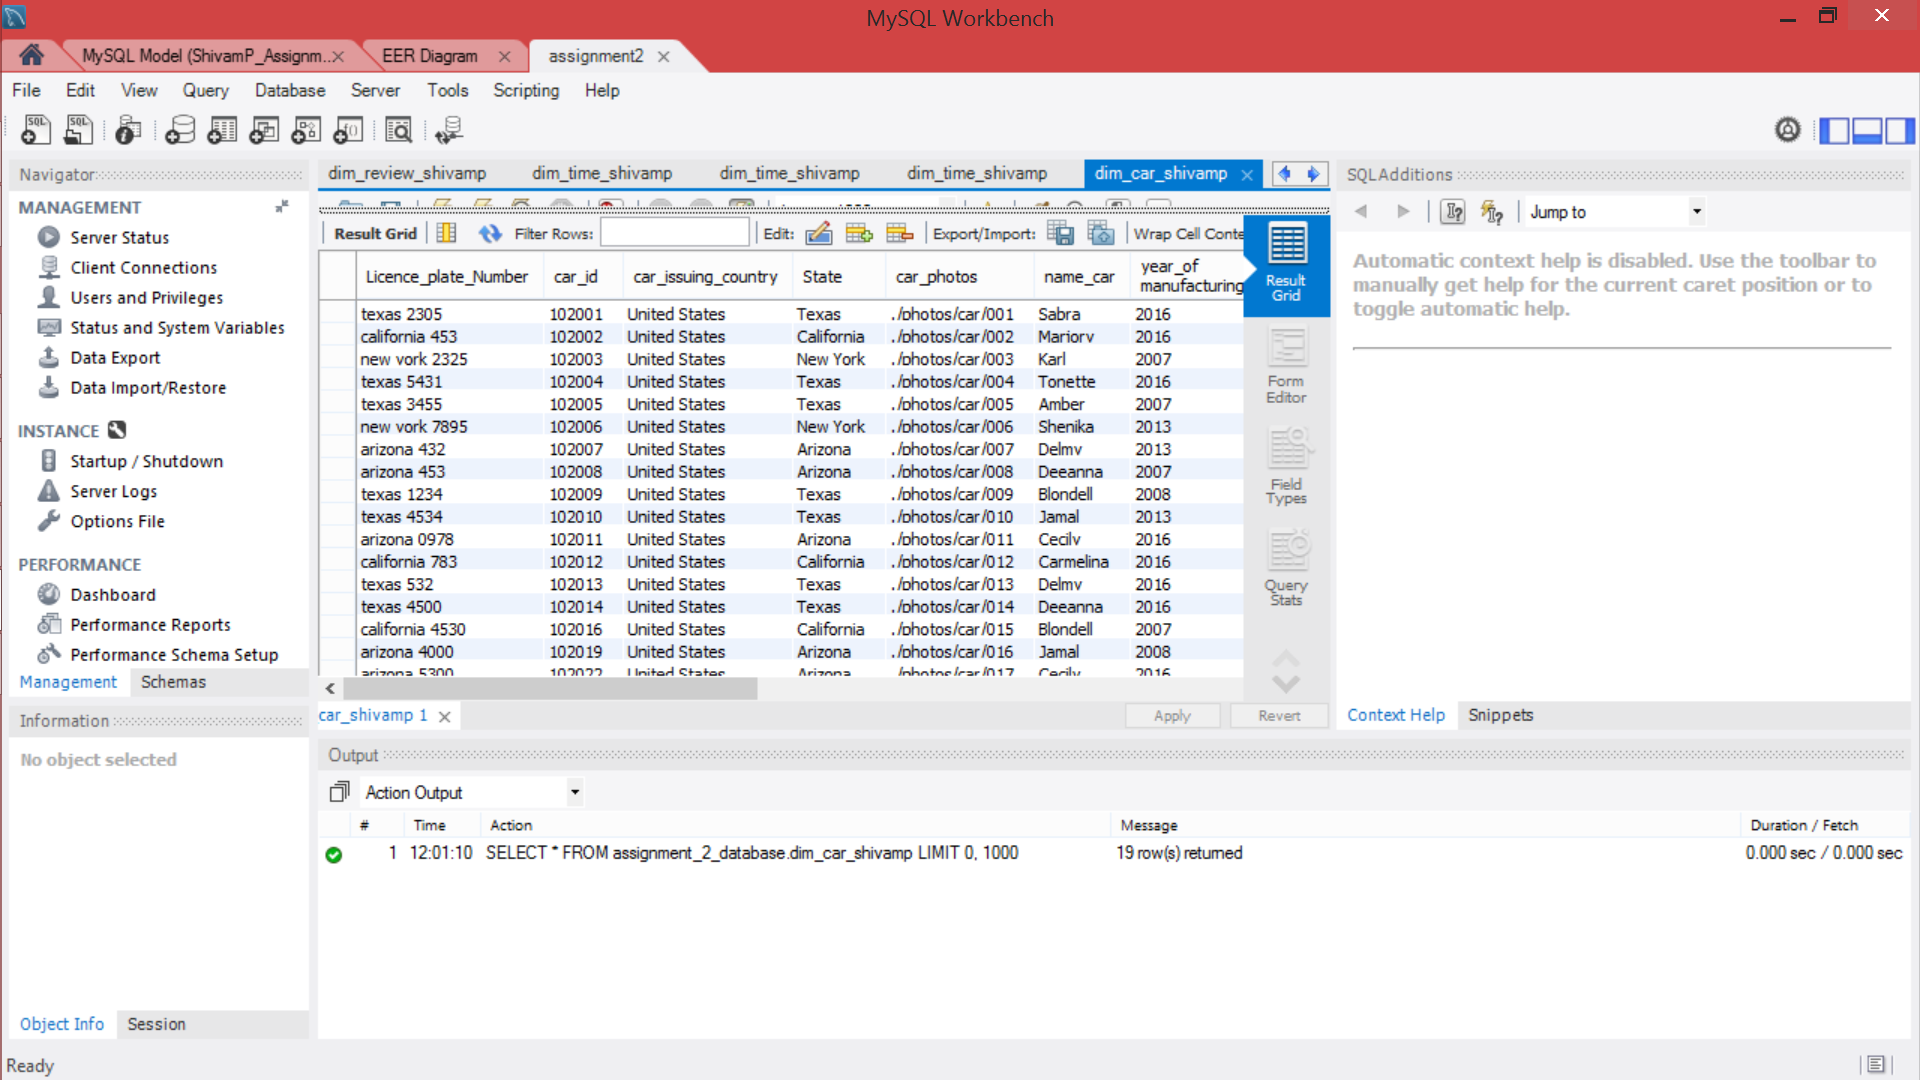 MySQL Workbench
MySQL Model (ShivamP_Assignm..× EER Diagram × assignment2 ×
File Edit View Query Database Server Tools Scripting Help
Navigator
MANAGEMENT
Server Status
Client Connections
Users and Privileges
Status and System Variables
Data Export
Data Import/Restore
INSTANCE
Startup / Shutdown
Server Logs
Options File
PERFORMANCE
Dashboard
Performance Reports
Performance Schema Setup
Management Schemas
Information
No object selected
Object Info Session
dim_review_shivamp dim_time_shivamp dim_time_shivamp dim_time_shivamp dim_car_shivamp ×
Result Grid Filter Rows: Edit: Export/Import: Wrap Cell Conte
Licence_plate_Number car_id car_issuing_country State car_photos name_car year_of manufacturing
texas 2305 102001 United States Texas ./photos/car/001 Sabra 2016
california 453 102002 United States California ./photos/car/002 Mariory 2016
new york 2325 102003 United States New York ./photos/car/003 Karl 2007
texas 5431 102004 United States Texas ./photos/car/004 Tonette 2016
texas 3455 102005 United States Texas ./photos/car/005 Amber 2007
new york 7895 102006 United States New York ./photos/car/006 Shenika 2013
arizona 432 102007 United States Arizona ./photos/car/007 Delmy 2013
arizona 453 102008 United States Arizona ./photos/car/008 Deeanna 2007
texas 1234 102009 United States Texas ./photos/car/009 Blondell 2008
texas 4534 102010 United States Texas ./photos/car/010 Jamal 2013
arizona 0978 102011 United States Arizona ./photos/car/011 Cecily 2016
california 783 102012 United States California ./photos/car/012 Carmelina 2016
texas 532 102013 United States Texas ./photos/car/013 Delmy 2016
texas 4500 102014 United States Texas ./photos/car/014 Deeanna 2016
california 4530 102016 United States California ./photos/car/015 Blondell 2007
arizona 4000 102019 United States Arizona ./photos/car/016 Jamal 2008
arizona 5300 102022 United States Arizona ./photos/car/017 Cecily 2016
Result Grid
Form Editor
Field Types
Query Stats
car_shivamp 1 × Apply Revert
SQLAdditions
Jump to
Automatic context help is disabled. Use the toolbar to
manually get help for the current caret position or to
toggle automatic help.
Context Help Snippets
Output
Action Output
# Time Action Message Duration / Fetch
1 12:01:10 SELECT * FROM assignment_2_database.dim_car_shivamp LIMIT 0, 1000 19 row(s) returned 0.000 sec / 0.000 sec
Ready